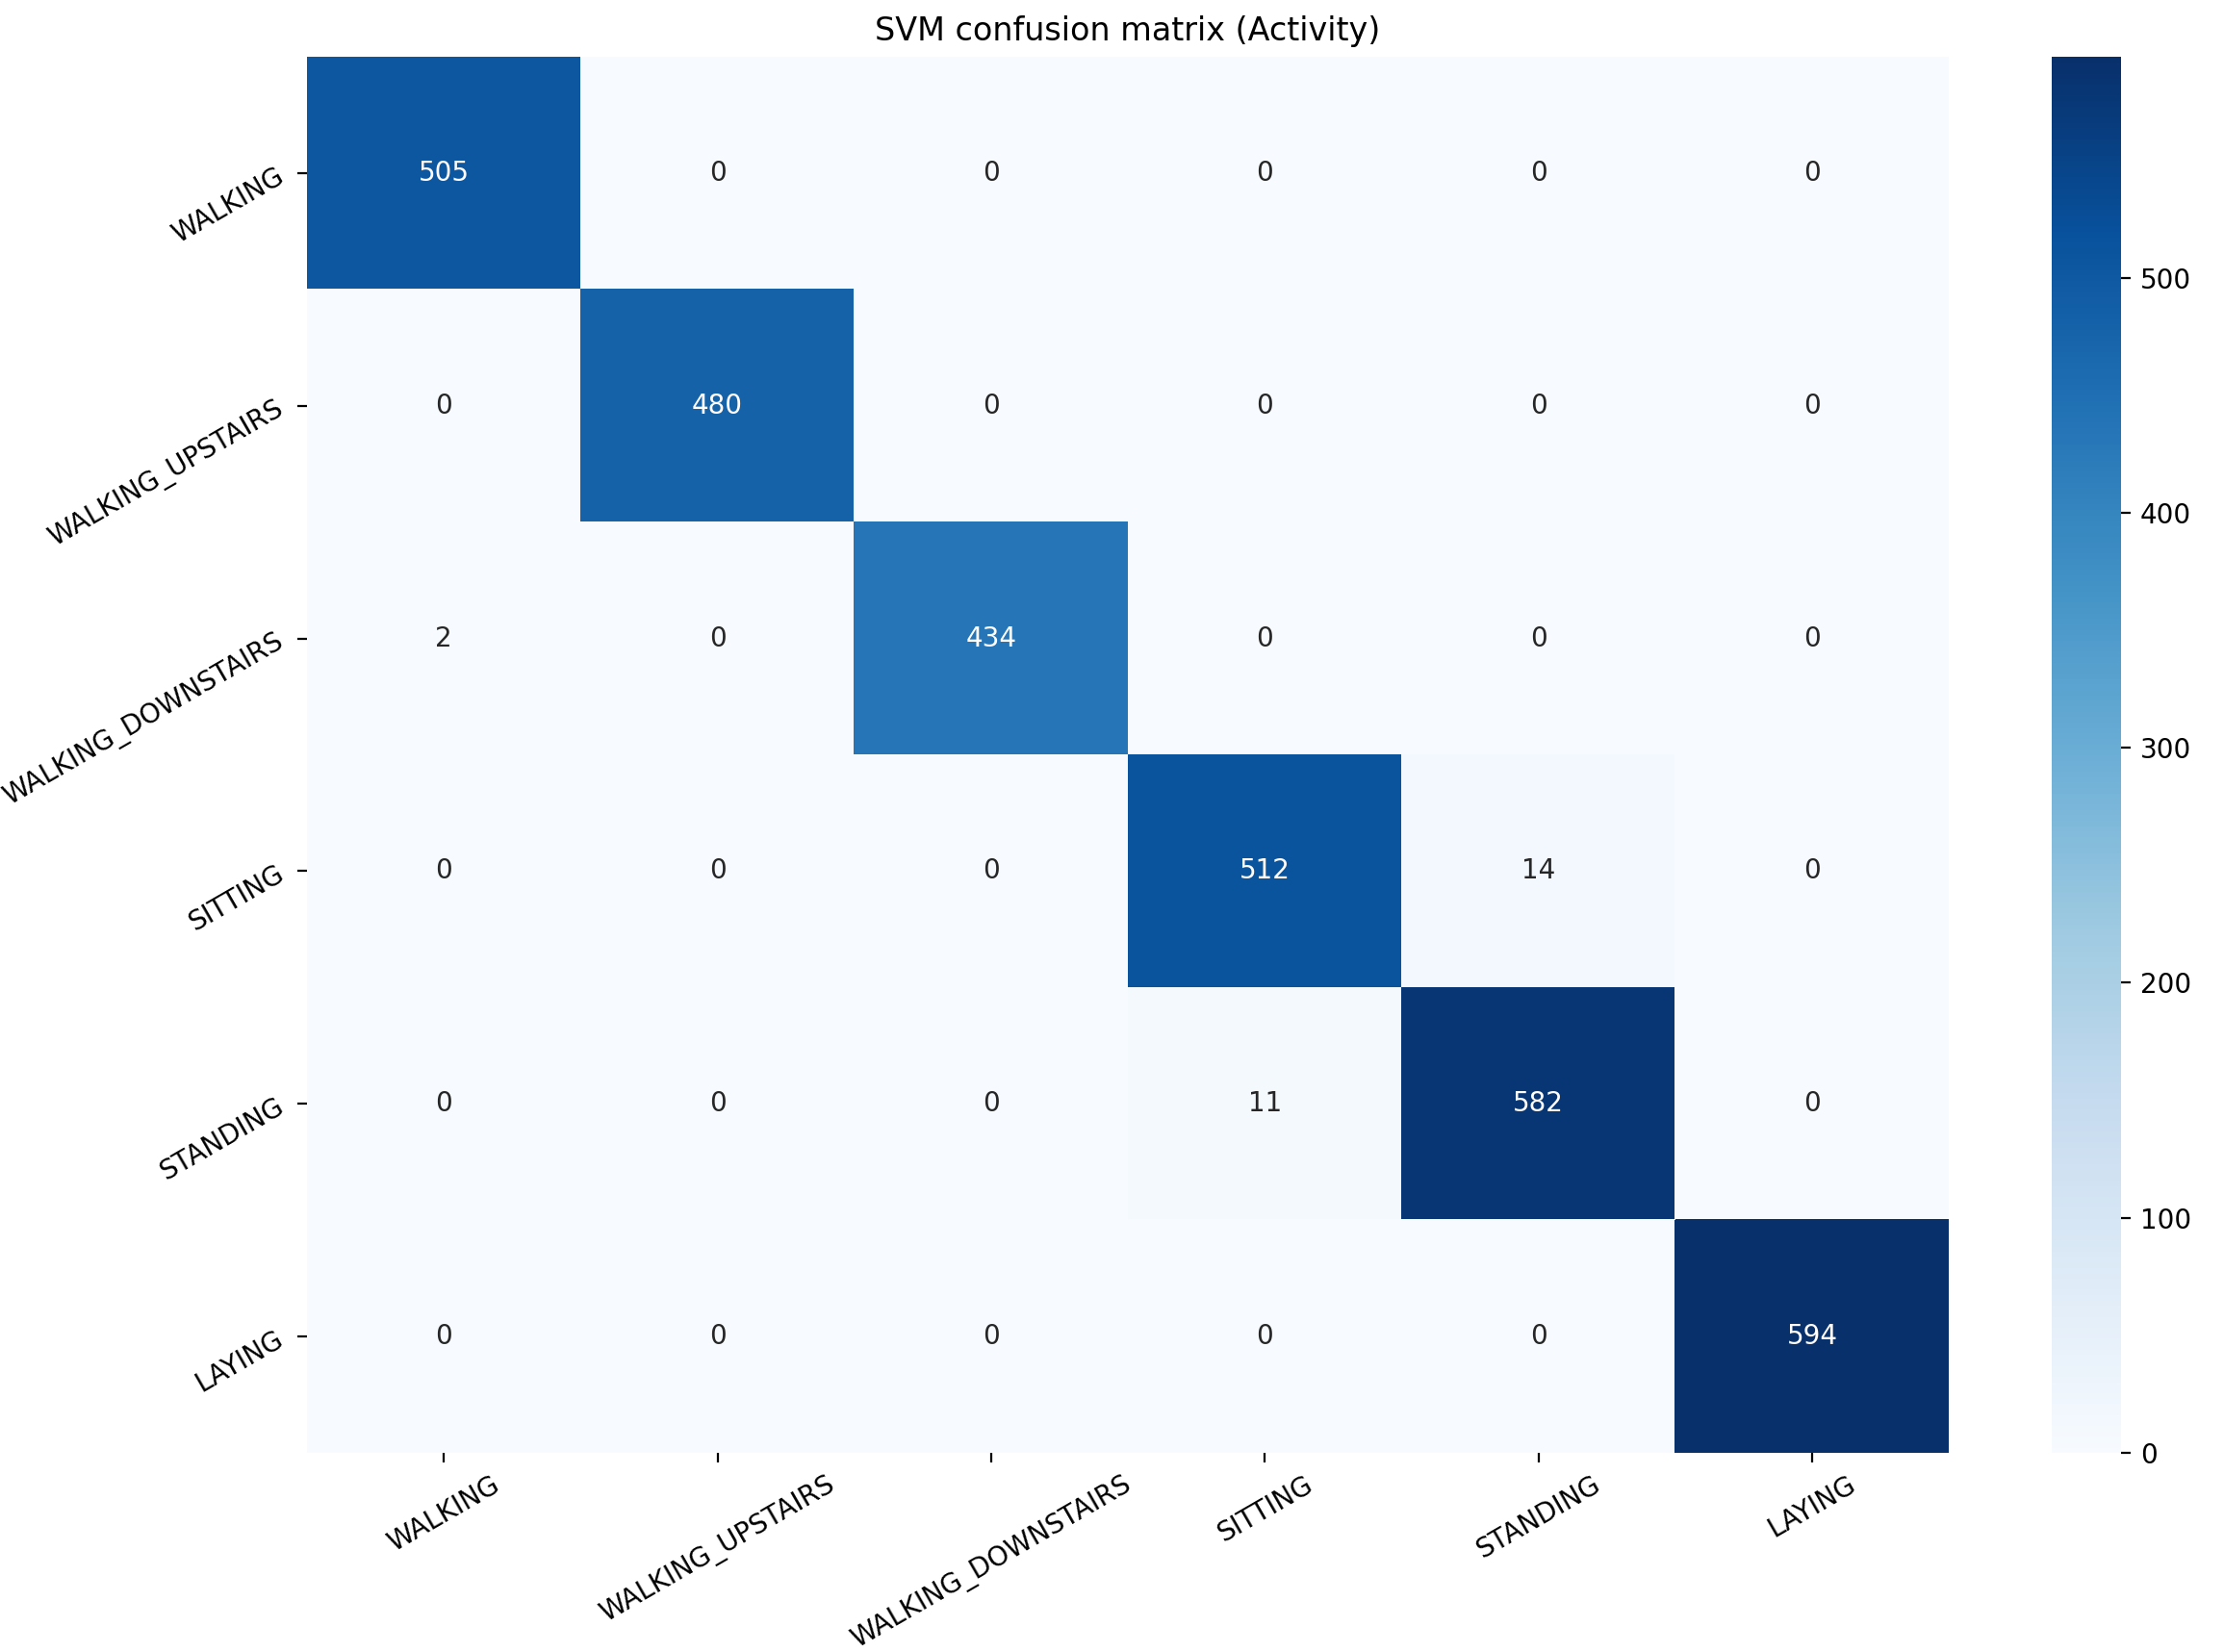 SVM confusion matrix (Activity)
WALKING 505 0 0 0 0 0
WALKING_UPSTAIRS 0 480 0 0 0 0
WALKING_DOWNSTAIRS 2 0 434 0 0 0
SITTING 0 0 0 512 14 0
STANDING 0 0 0 11 582 0
LAYING 0 0 0 0 0 594
WALKING WALKING_UPSTAIRS WALKING_DOWNSTAIRS SITTING STANDING LAYING
500
400
300
200
100
0